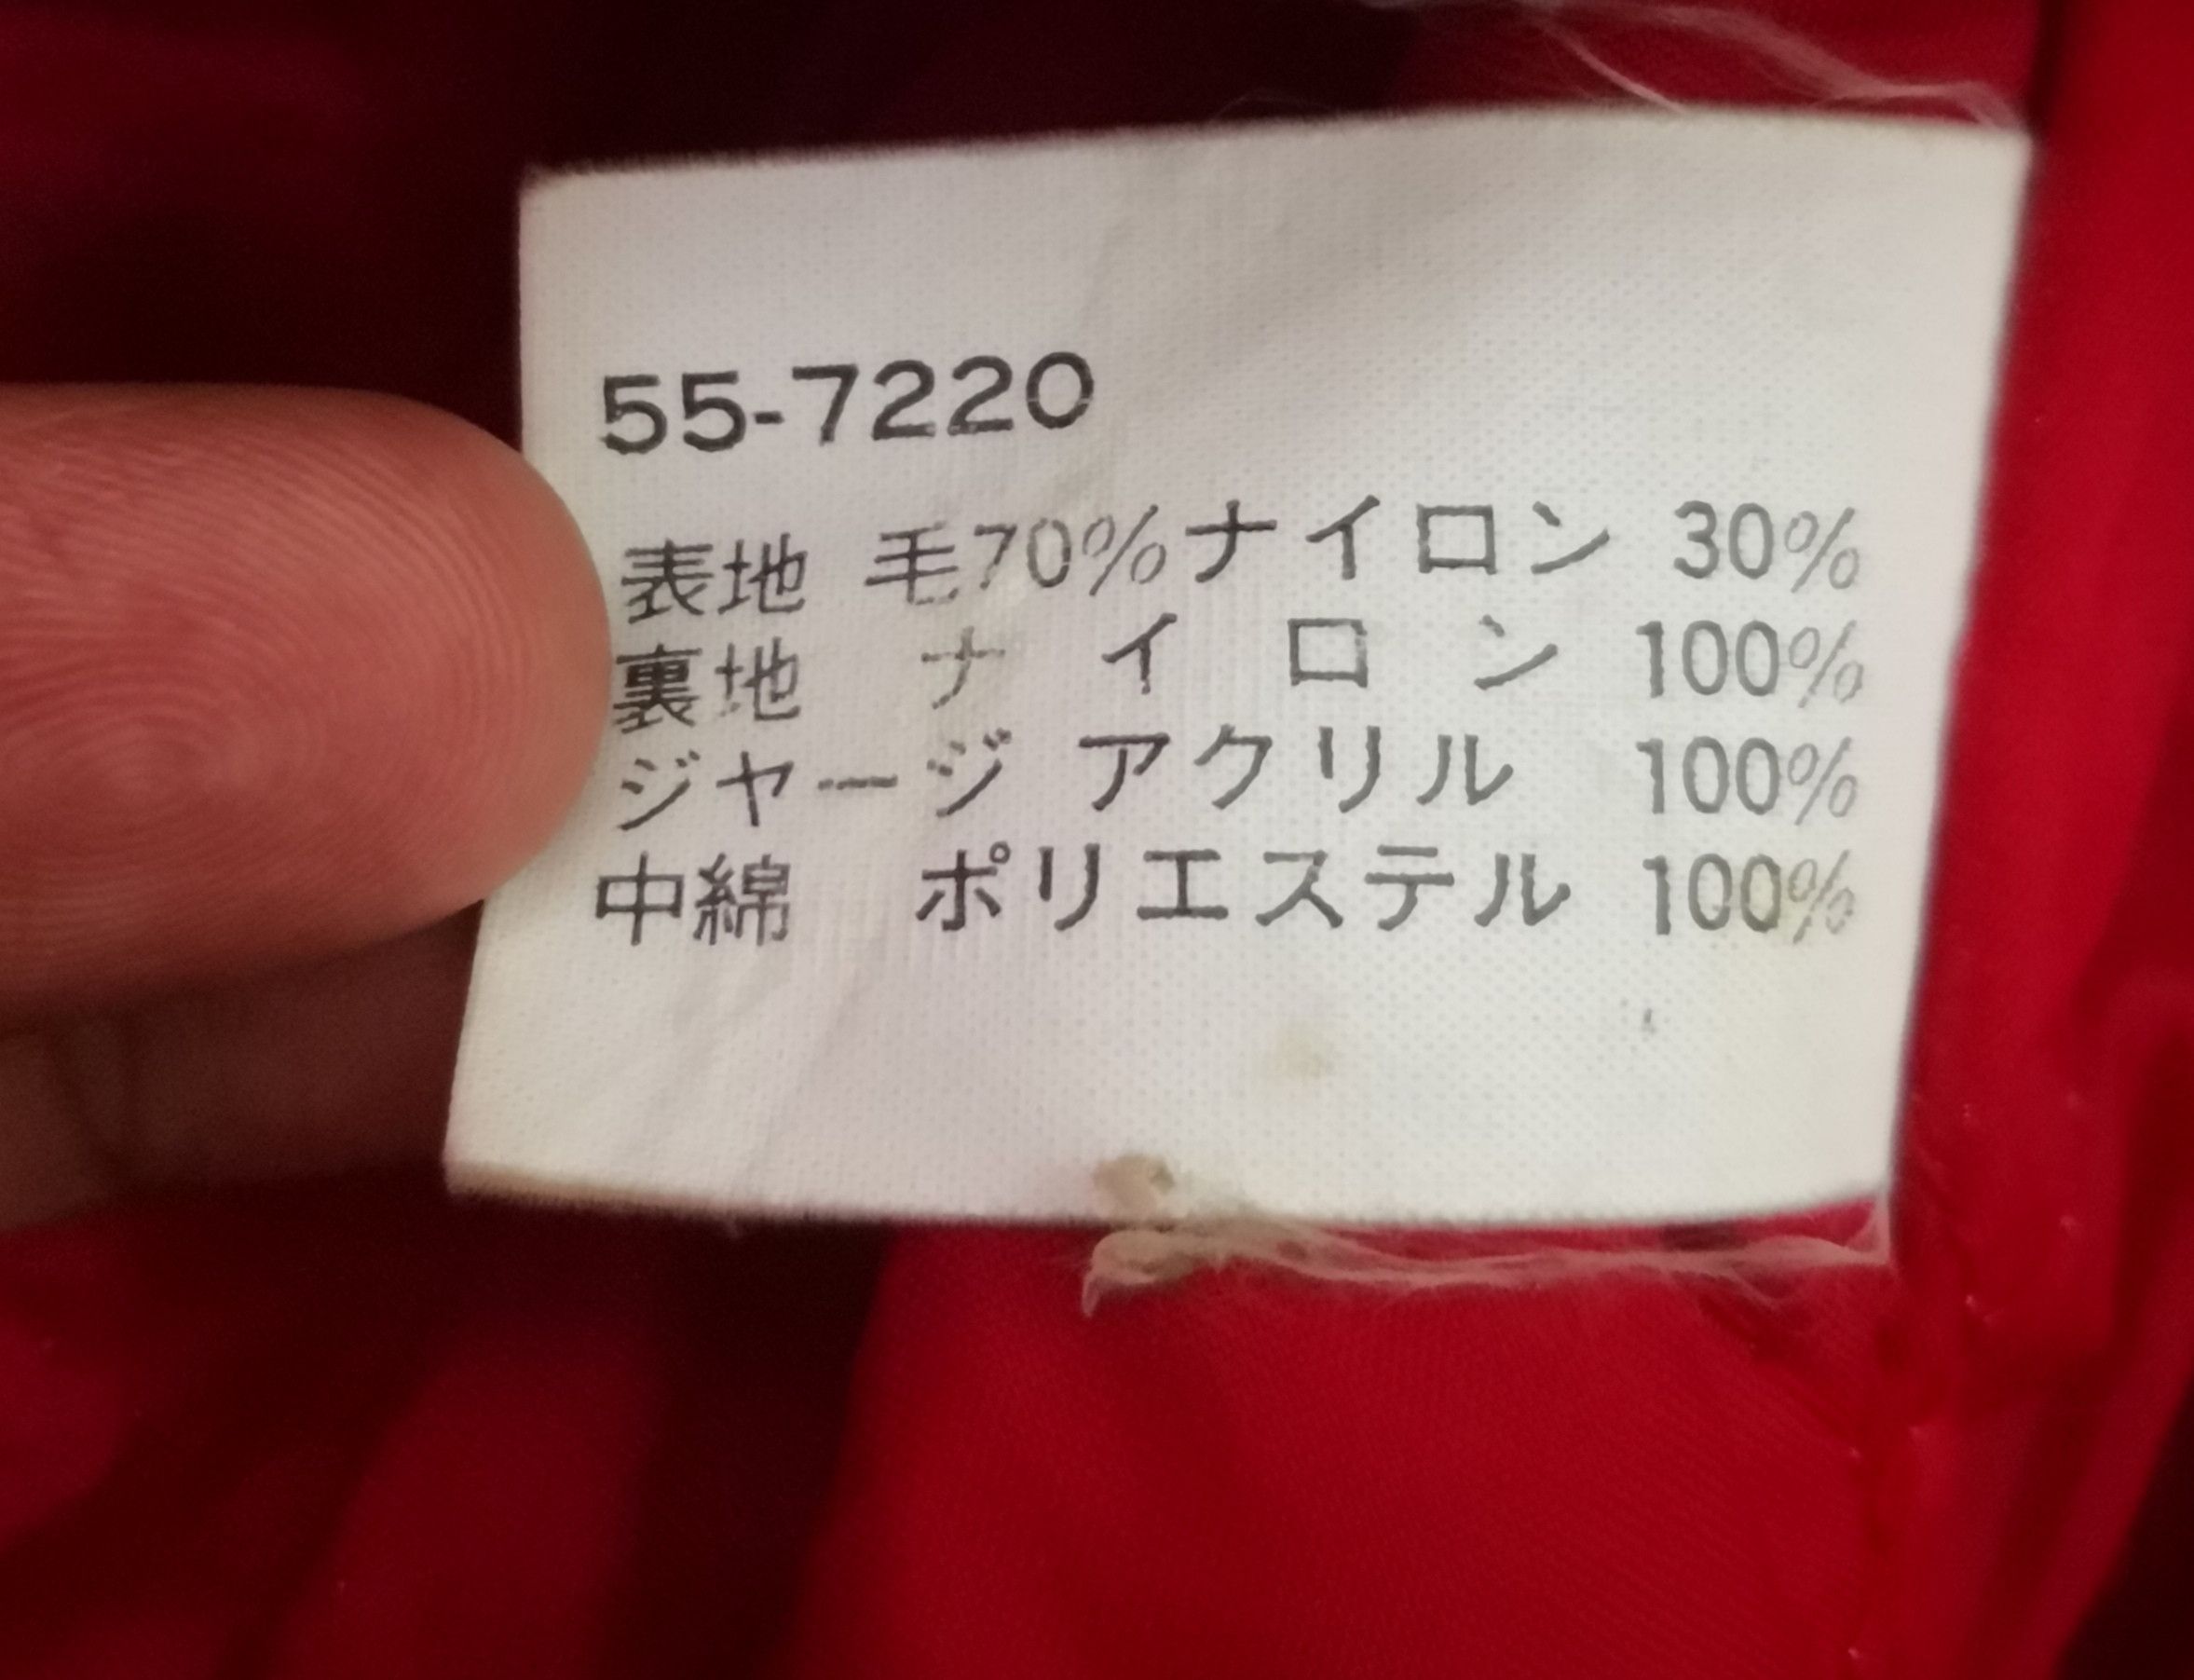 55-7220
表地 毛70%ナイロン 30%
裏地 ナイロン 100%
ジャージ アクリル 100%
中綿 ポリエステル 100%